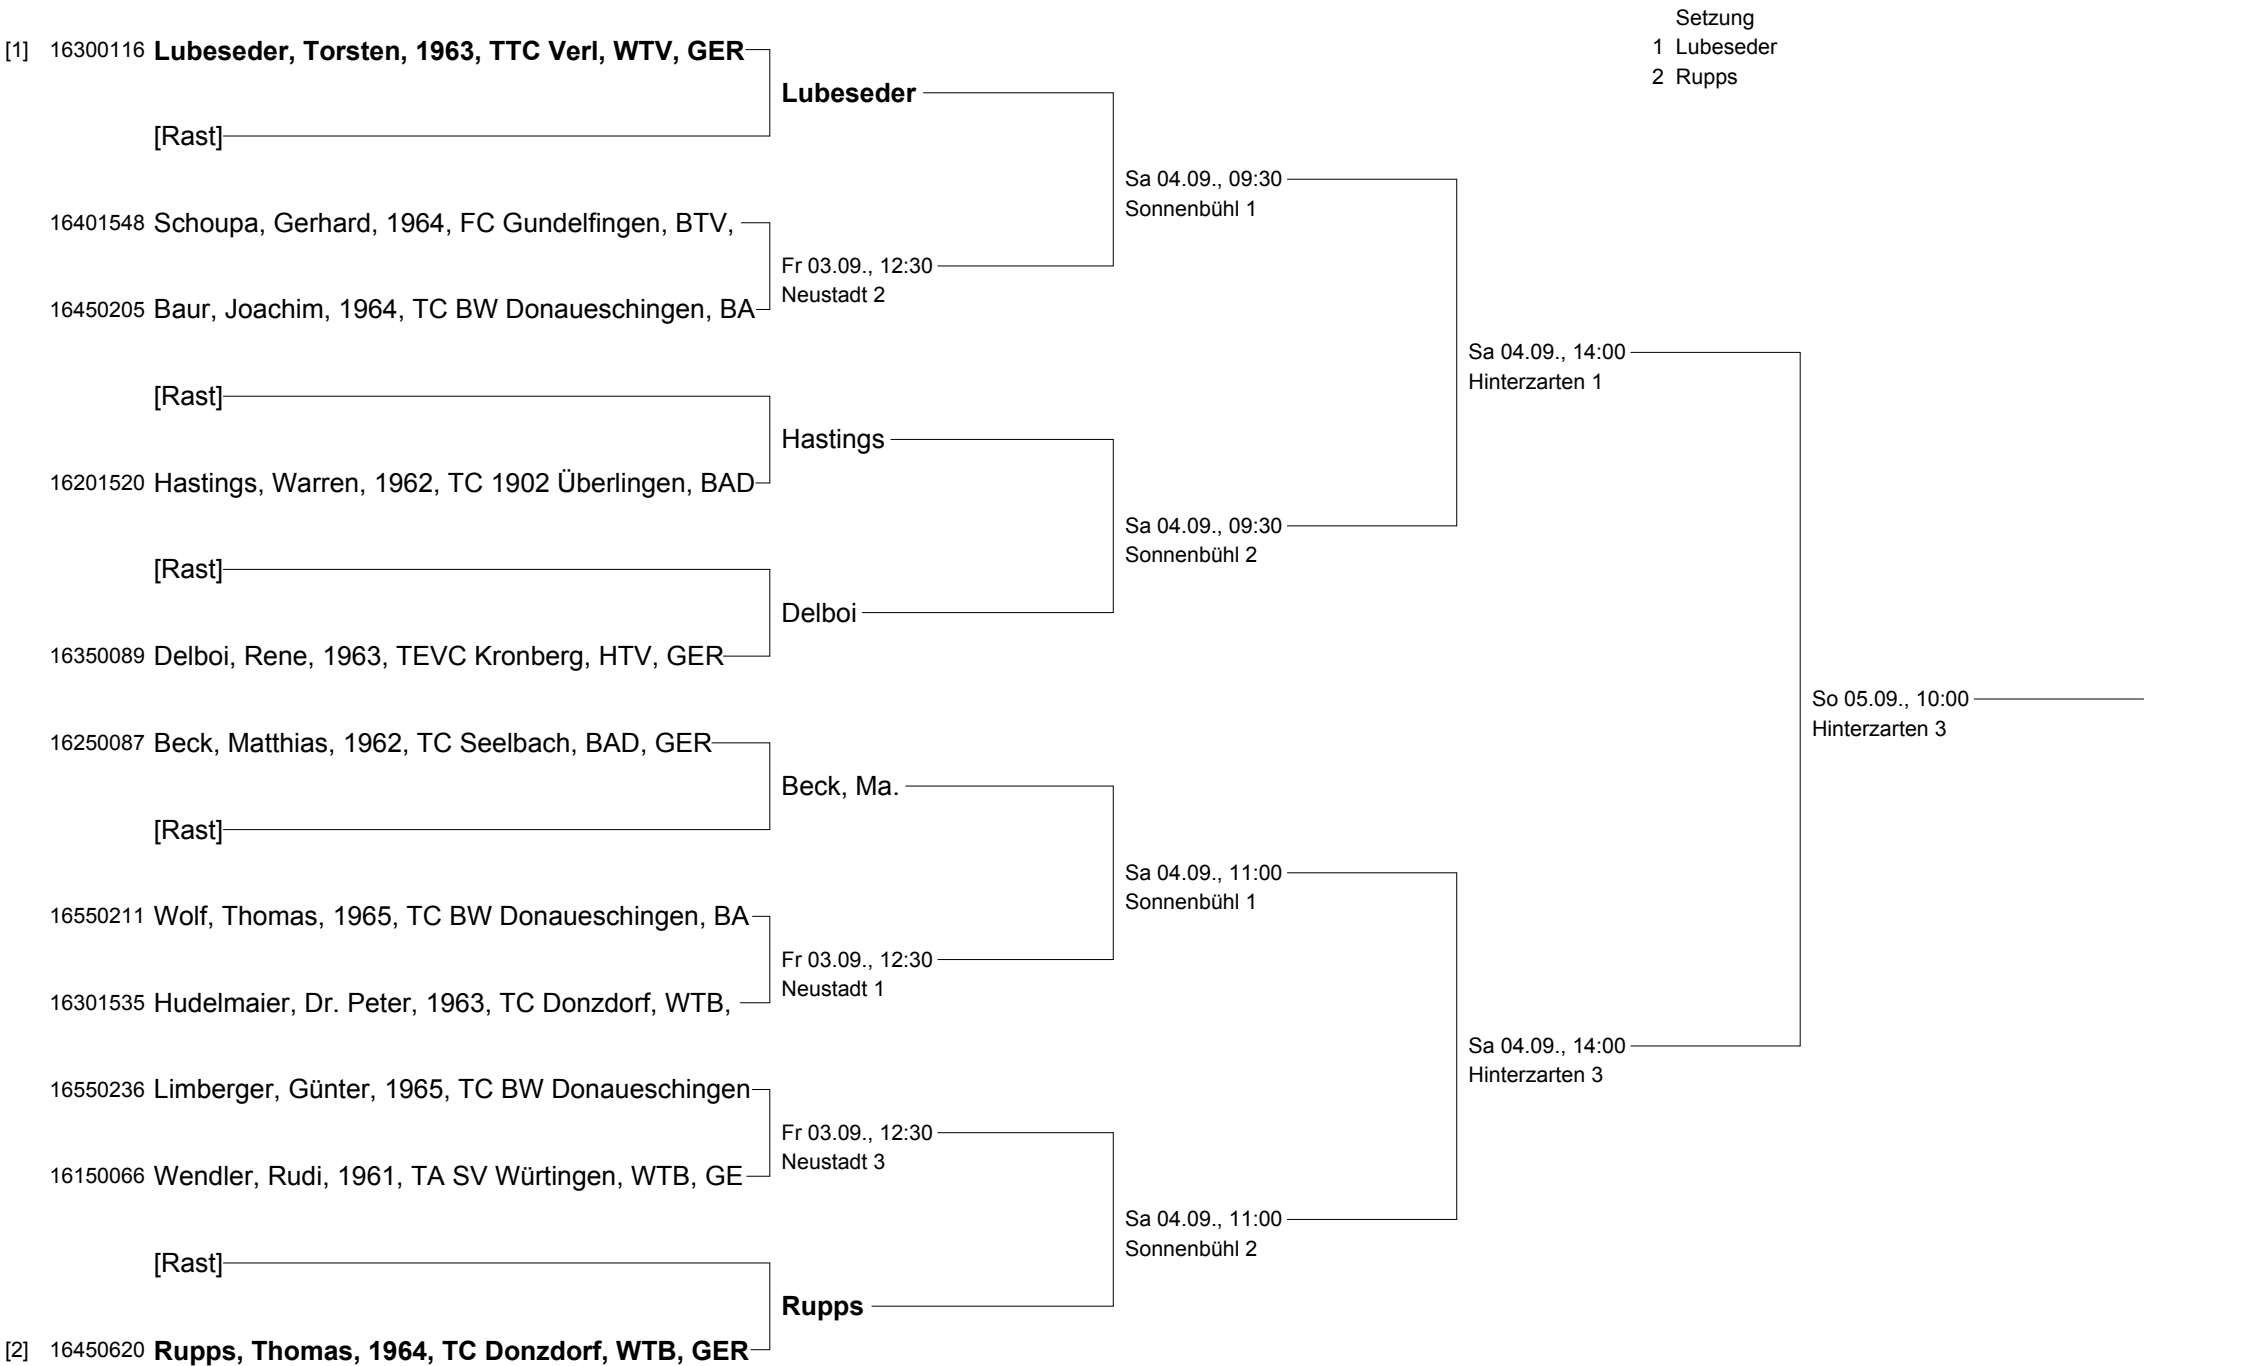 Setzung
1 Lubeseder
2 Rupps
[1] 16300116 Lubeseder, Torsten, 1963, TTC Verl, WTV, GER
Lubeseder
[Rast]
Sa 04.09., 09:30
Sonnenbühl 1
16401548 Schoupa, Gerhard, 1964, FC Gundelfingen, BTV,
Fr 03.09., 12:30
Neustadt 2
16450205 Baur, Joachim, 1964, TC BW Donaueschingen, BA
Sa 04.09., 14:00
Hinterzarten 1
[Rast]
Hastings
16201520 Hastings, Warren, 1962, TC 1902 Überlingen, BAD
Sa 04.09., 09:30
Sonnenbühl 2
[Rast]
Delboi
16350089 Delboi, Rene, 1963, TEVC Kronberg, HTV, GER
So 05.09., 10:00
Hinterzarten 3
16250087 Beck, Matthias, 1962, TC Seelbach, BAD, GER
Beck, Ma.
[Rast]
Sa 04.09., 11:00
Sonnenbühl 1
16550211 Wolf, Thomas, 1965, TC BW Donaueschingen, BA
Fr 03.09., 12:30
Neustadt 1
16301535 Hudelmaier, Dr. Peter, 1963, TC Donzdorf, WTB,
Sa 04.09., 14:00
Hinterzarten 3
16550236 Limberger, Günter, 1965, TC BW Donaueschingen
Fr 03.09., 12:30
Neustadt 3
16150066 Wendler, Rudi, 1961, TA SV Würtingen, WTB, GE
Sa 04.09., 11:00
Sonnenbühl 2
[Rast]
Rupps
[2] 16450620 Rupps, Thomas, 1964, TC Donzdorf, WTB, GER